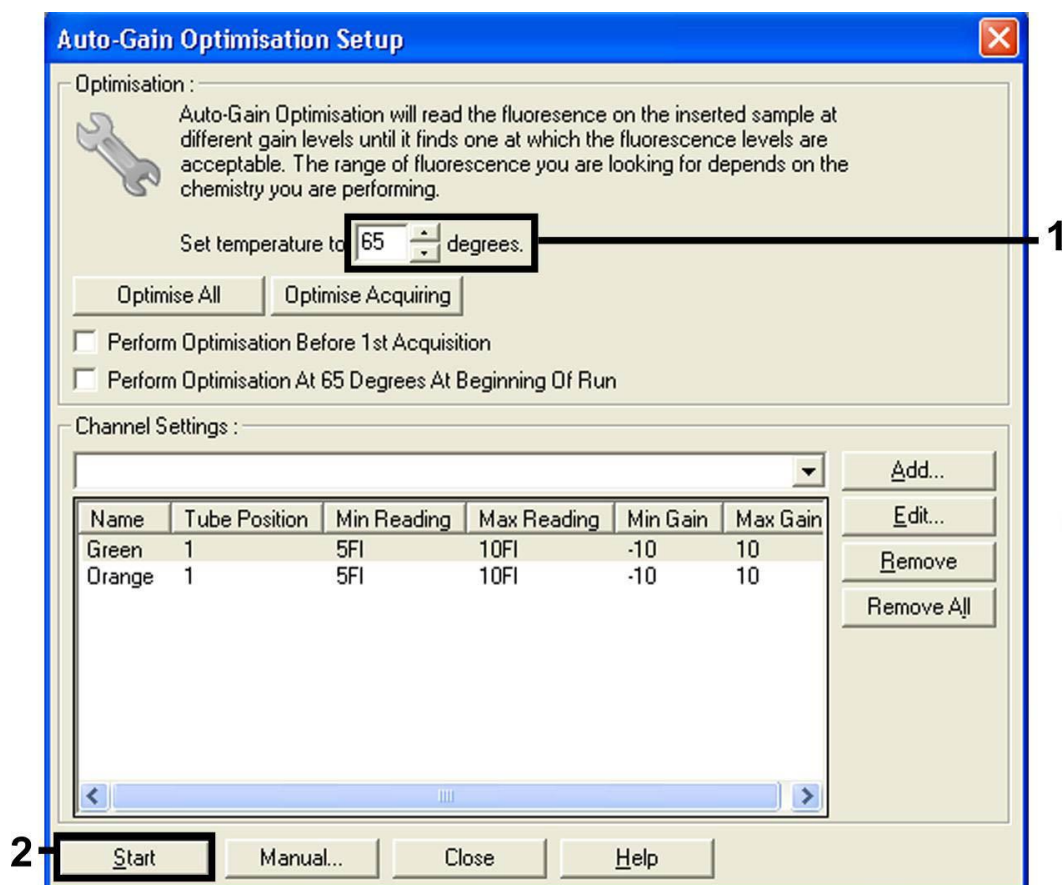 Auto-Gain Optimisation Setup
Optimisation :
Auto-Gain Optimisation will read the fluoresence on the inserted sample at
different gain levels until it finds one at which the fluorescence levels are
acceptable. The range of fluorescence you are looking for depends on the
chemistry you are performing.
Set temperature to 65 degrees.
1
Optimise All Optimise Acquiring
Perform Optimisation Before 1st Acquisition
Perform Optimisation At 65 Degrees At Beginning Of Run
Channel Settings :
Add...
Name Tube Position Min Reading Max Reading Min Gain Max Gain
Edit...
Green 1 5Fl 10Fl -10 10
Orange 1 5Fl 10Fl -10 10
Remove
Remove All
2
Start Manual... Close Help